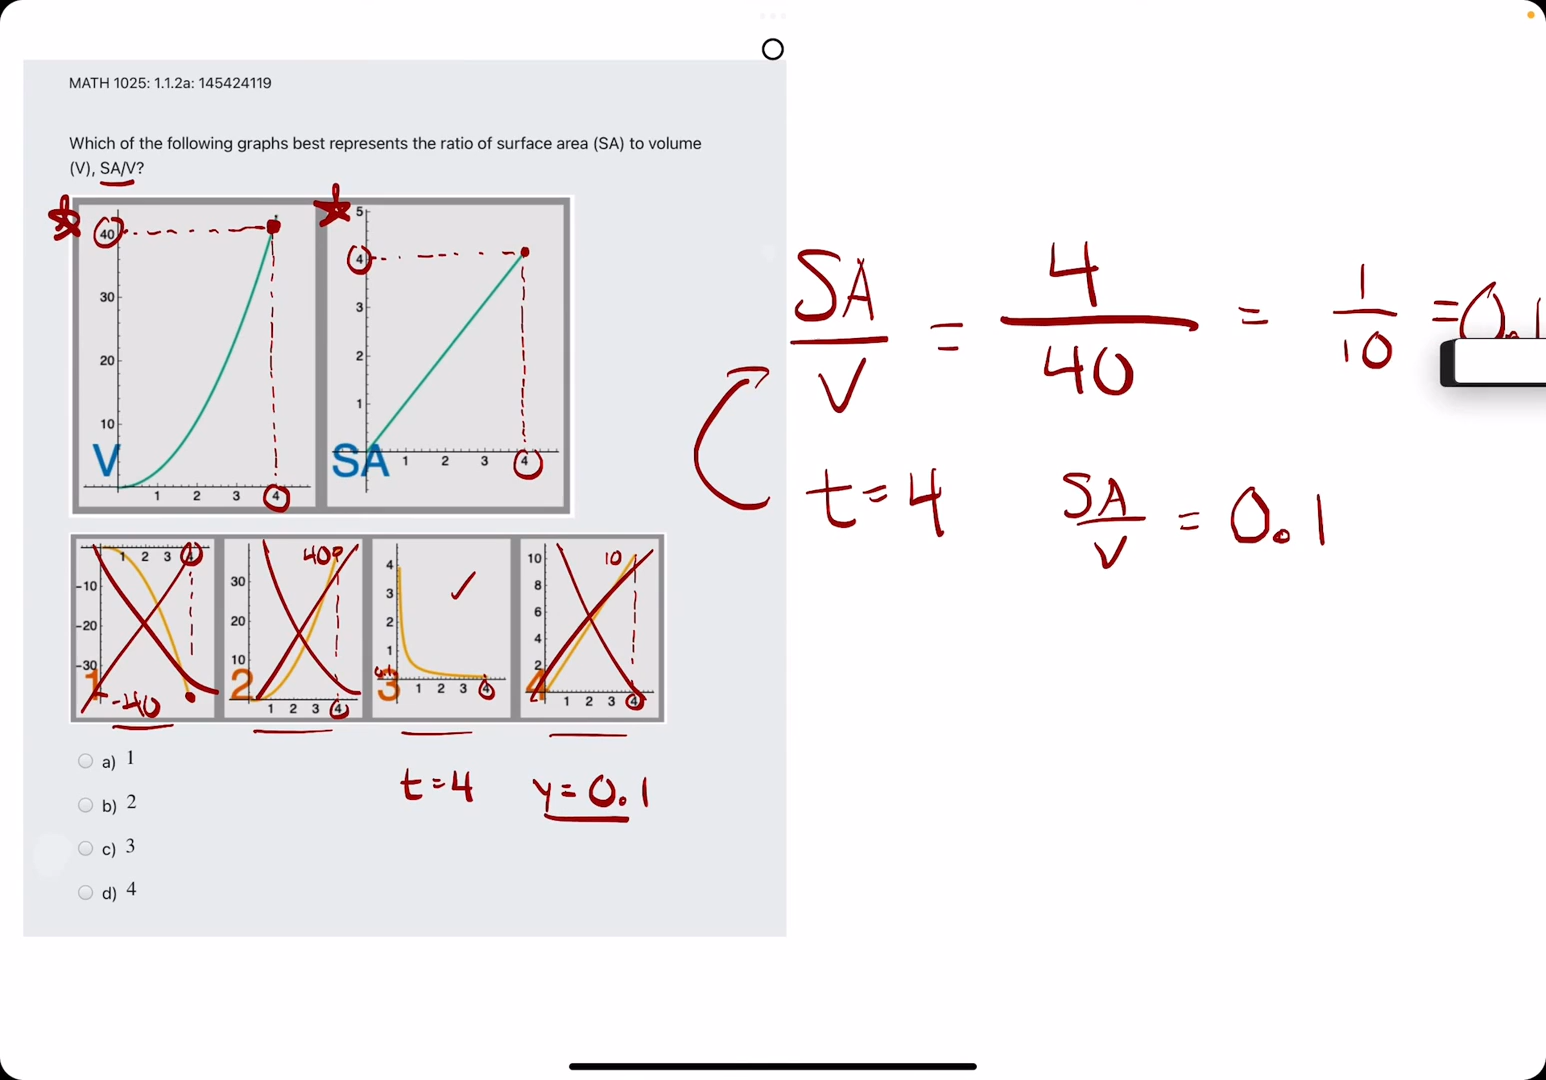 MATH 1025: 1.1.2a: 145424119
Which of the following graphs best represents the ratio of surface area (SA) to volume
(V), SA/V?
40
30
20
10
V
1 2 3 4
5
4
3
2
1
SA
1 2 3 4
SA/V = 4/40 = 1/10 = 0.1
t = 4 SA/V = 0.1
1 2 3 4
-10
-20
-30
1
-40
40
30
20
10
2
1 2 3 4
4
3
2
1
3
1 2 3 4
✓
10
10
8
6
4
2
4
1 2 3 4
t = 4 y = 0.1
a) 1
b) 2
c) 3
d) 4